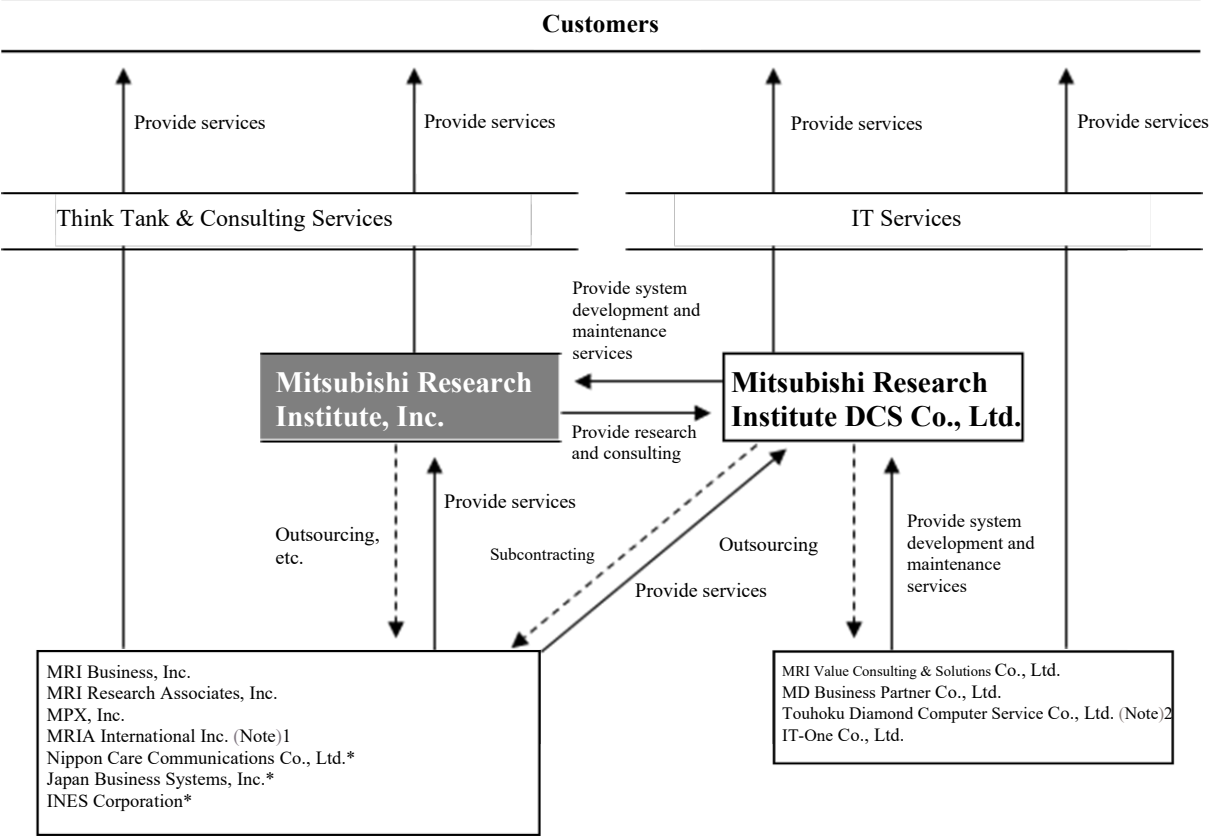 Customers
Provide services
Provide services
Provide services
Provide services
Think Tank & Consulting Services
IT Services
Provide system
development and
maintenance
services
Mitsubishi Research
Institute, Inc.
Mitsubishi Research
Institute DCS Co., Ltd.
Provide research
and consulting
Provide services
Outsourcing,
etc.
Subcontracting
Outsourcing
Provide services
Provide system
development and
maintenance
services
MRI Business, Inc.
MRI Research Associates, Inc.
MPX, Inc.
MRIA International Inc. (Note)1
Nippon Care Communications Co., Ltd.*
Japan Business Systems, Inc.*
INES Corporation*
MRI Value Consulting & Solutions Co., Ltd.
MD Business Partner Co., Ltd.
Touhoku Diamond Computer Service Co., Ltd. (Note)2
IT-One Co., Ltd.